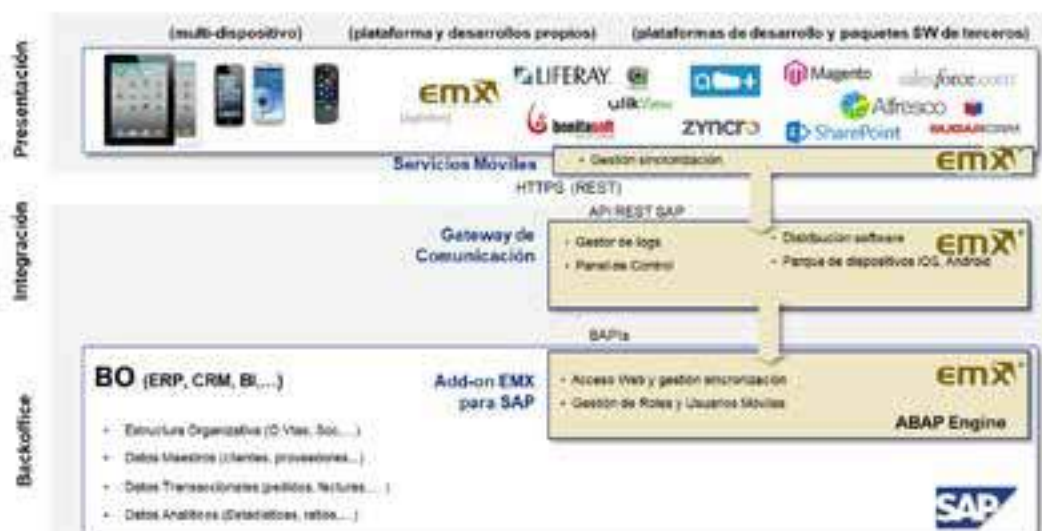 (multi-dispositivo) (plataforma y desarrollos propios) (plataformas de desarrollo y paquetes SW de terceros)
Presentación
emx
LIFERAY
QlikView
bonitasoft
zyncro
Magento
salesforce.com
Alfresco
SharePoint
SUGARCRM
Servicios Móviles
• Gestión sincronización
emx
HTTPS (REST)
API REST SAP
Integración
Gateway de
Comunicación
• Gestor de logs
• Panel de Control
• Distribución software
• Parque de dispositivos iOS, Android
emx
BAPIs
Backoffice
BO (ERP, CRM, BI,...)
Add-on EMX
para SAP
• Acceso Web y gestión sincronización
• Gestión de Roles y Usuarios Móviles
emx
ABAP Engine
• Estructura Organizativa (O.Vtas, Soc,...)
• Datos Maestros (clientes, proveedores...)
• Datos Transaccionales (pedidos, facturas,...)
• Datos Analíticos (Estadísticas, ratios,...)
SAP